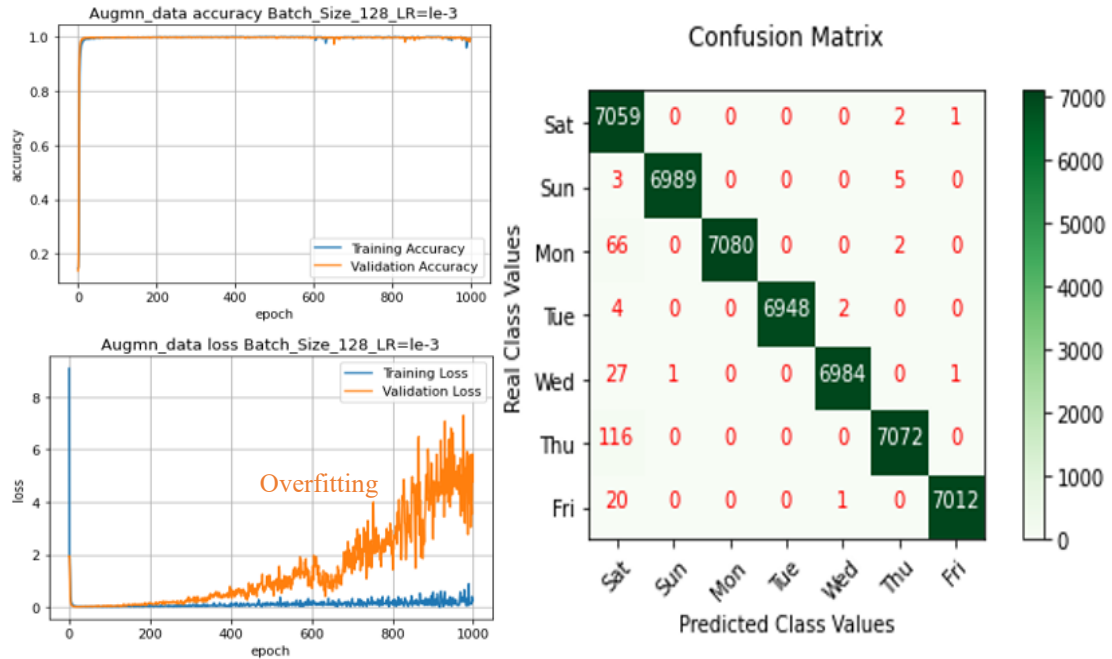 Augmn_data accuracy Batch_Size_128_LR=le-3
1.0
0.8
0.6
0.4
0.2
accuracy
Training Accuracy
Validation Accuracy
0 200 400 600 800 1000
epoch
Augmn_data loss Batch_Size_128_LR=le-3
Training Loss
Validation Loss
8
6
4
2
0
loss
Overfitting
0 200 400 600 800 1000
epoch
Confusion Matrix
Real Class Values
Sat 7059 0 0 0 0 2 1
Sun 3 6989 0 0 0 5 0
Mon 66 0 7080 0 0 2 0
Tue 4 0 0 6948 2 0 0
Wed 27 1 0 0 6984 0 1
Thu 116 0 0 0 0 7072 0
Fri 20 0 0 0 1 0 7012
Sat Sun Mon Tue Wed Thu Fri
Predicted Class Values
7000
6000
5000
4000
3000
2000
1000
0